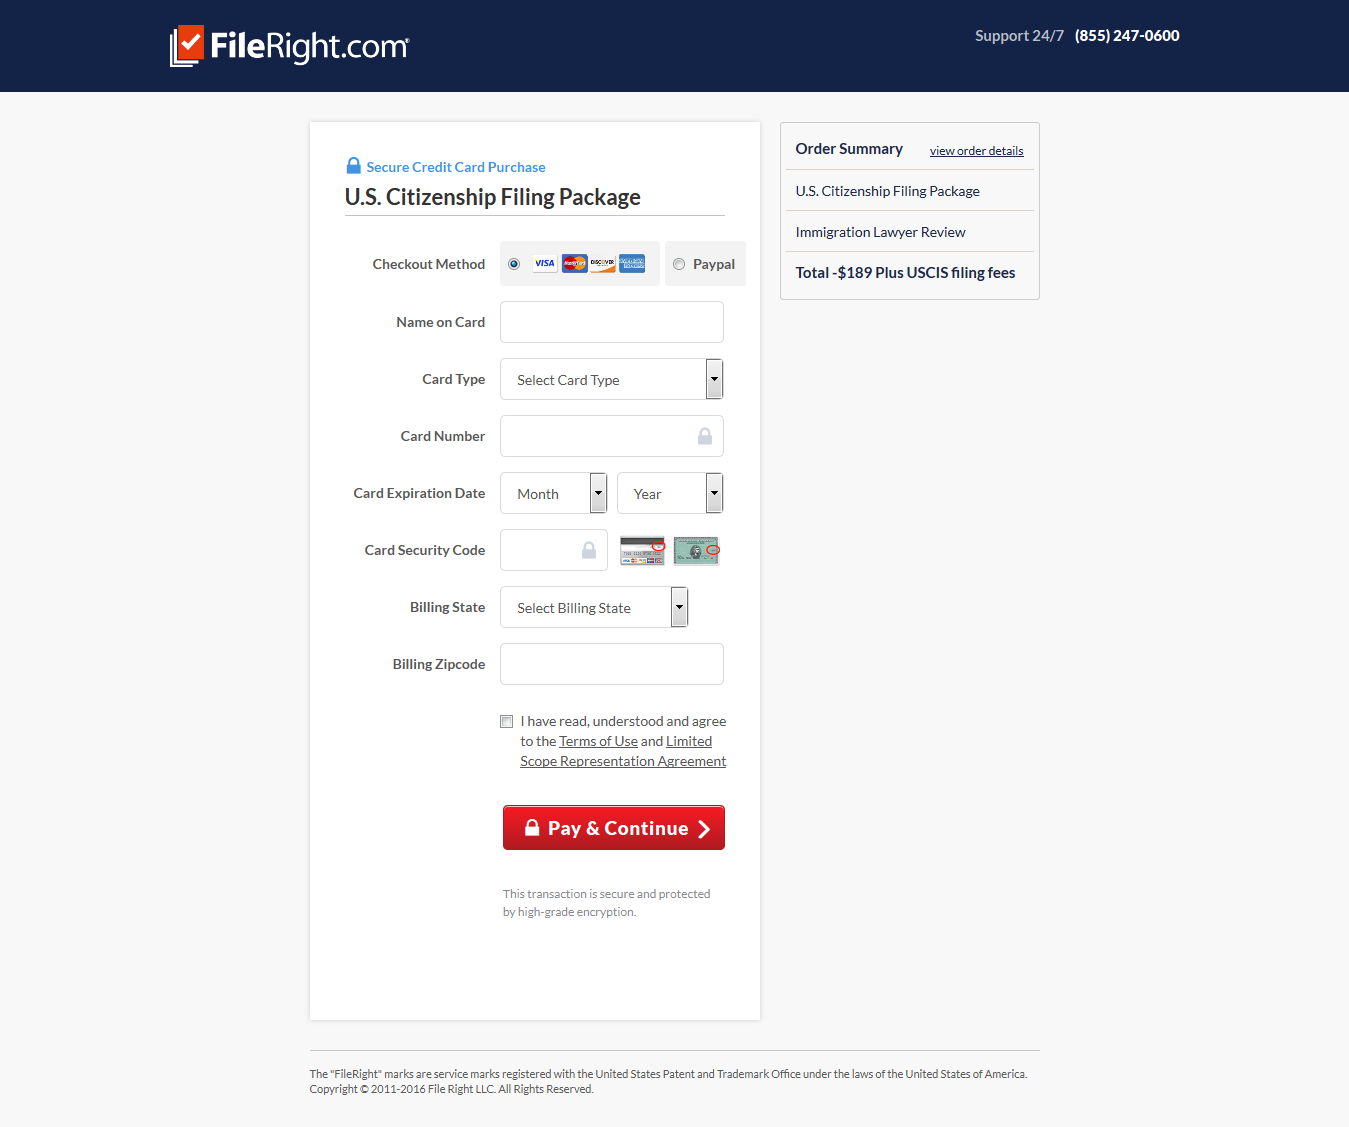 FileRight.com®
Support 24/7 (855) 247-0600
Secure Credit Card Purchase
U.S. Citizenship Filing Package
Checkout Method
VISA MasterCard DISCOVER
Paypal
Name on Card
Card Type
Select Card Type
Card Number
Card Expiration Date
Month
Year
Card Security Code
Billing State
Select Billing State
Billing Zipcode
I have read, understood and agree
to the Terms of Use and Limited
Scope Representation Agreement
Pay & Continue
This transaction is secure and protected
by high-grade encryption.
Order Summary
view order details
U.S. Citizenship Filing Package
Immigration Lawyer Review
Total -$189 Plus USCIS filing fees
The "FileRight" marks are service marks registered with the United States Patent and Trademark Office under the laws of the United States of America.
Copyright © 2011-2016 File Right LLC. All Rights Reserved.